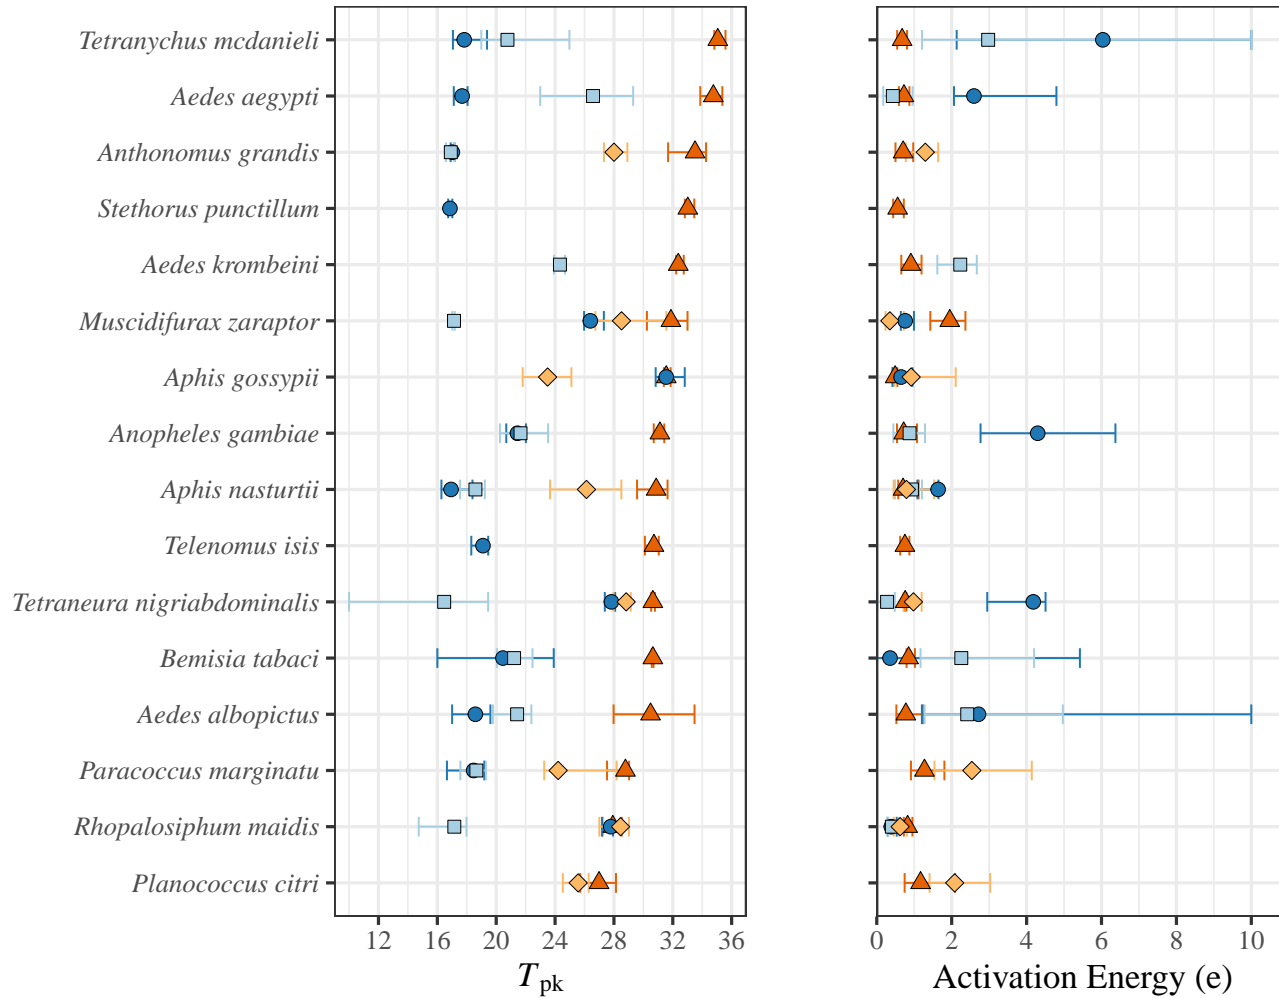 Tetranychus mcdanieli
Aedes aegypti
Anthonomus grandis
Stethorus punctillum
Aedes krombeini
Muscidifurax zaraptor
Aphis gossypii
Anopheles gambiae
Aphis nasturtii
Telenomus isis
Tetraneura nigriabdominalis
Bemisia tabaci
Aedes albopictus
Paracoccus marginatu
Rhopalosiphum maidis
Planococcus citri
12 16 20 24 28 32 36
T pk
0 2 4 6 8 10
Activation Energy (e)